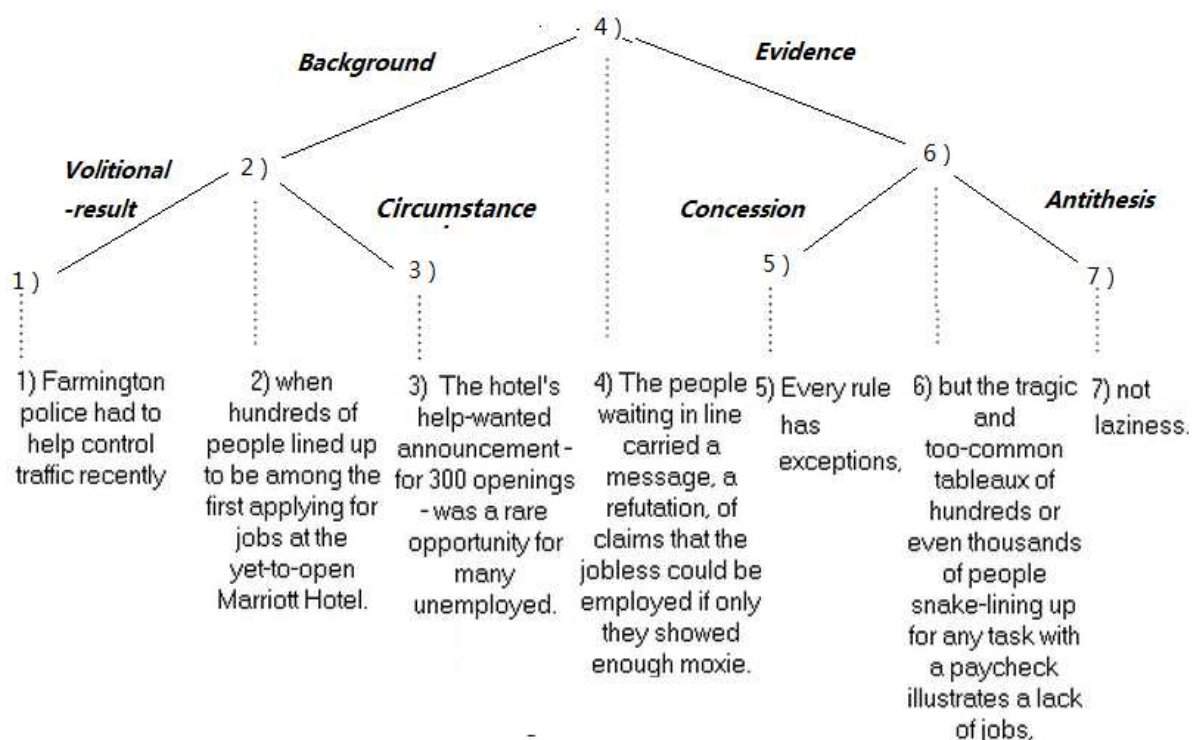 4 )
Background
Evidence
2 )
6 )
Volitional
-result
Circumstance
Concession
Antithesis
1 )
3 )
5 )
7 )
1) Farmington
police had to
help control
traffic recently
2) when
hundreds of
people lined up
to be among the
first applying for
jobs at the
yet-to-open
Marriott Hotel.
3) The hotel's
help-wanted
announcement -
for 300 openings
- was a rare
opportunity for
many
unemployed.
4) The people
waiting in line
carried a
message, a
refutation, of
claims that the
jobless could be
employed if only
they showed
enough moxie.
5) Every rule
has
exceptions,
6) but the tragic
and
too-common
tableaux of
hundreds or
even thousands
of people
snake-lining up
for any task with
a paycheck
illustrates a lack
of jobs,
7) not
laziness.